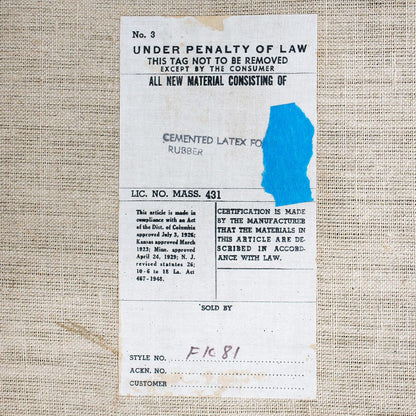 No. 3
UNDER PENALTY OF LAW
THIS TAG NOT TO BE REMOVED
EXCEPT BY THE CONSUMER
ALL NEW MATERIAL CONSISTING OF
CEMENTED LATEX FO
RUBBER
LIC. NO. MASS. 431
This article is made in
compliance with an Act
of the Dist. of Columbia
approved July 3, 1926;
Kansas approved March
1923; Minn. approved
April 24, 1929; N. J.
revised statutes 26;
10-6 to 18 La. Act
467-1948.
CERTIFICATION IS MADE
BY THE MANUFACTURER
THAT THE MATERIALS IN
THIS ARTICLE ARE DE-
SCRIBED IN ACCORD-
ANCE WITH LAW.
SOLD BY
STYLE NO. FK 81
ACKN. NO.
CUSTOMER